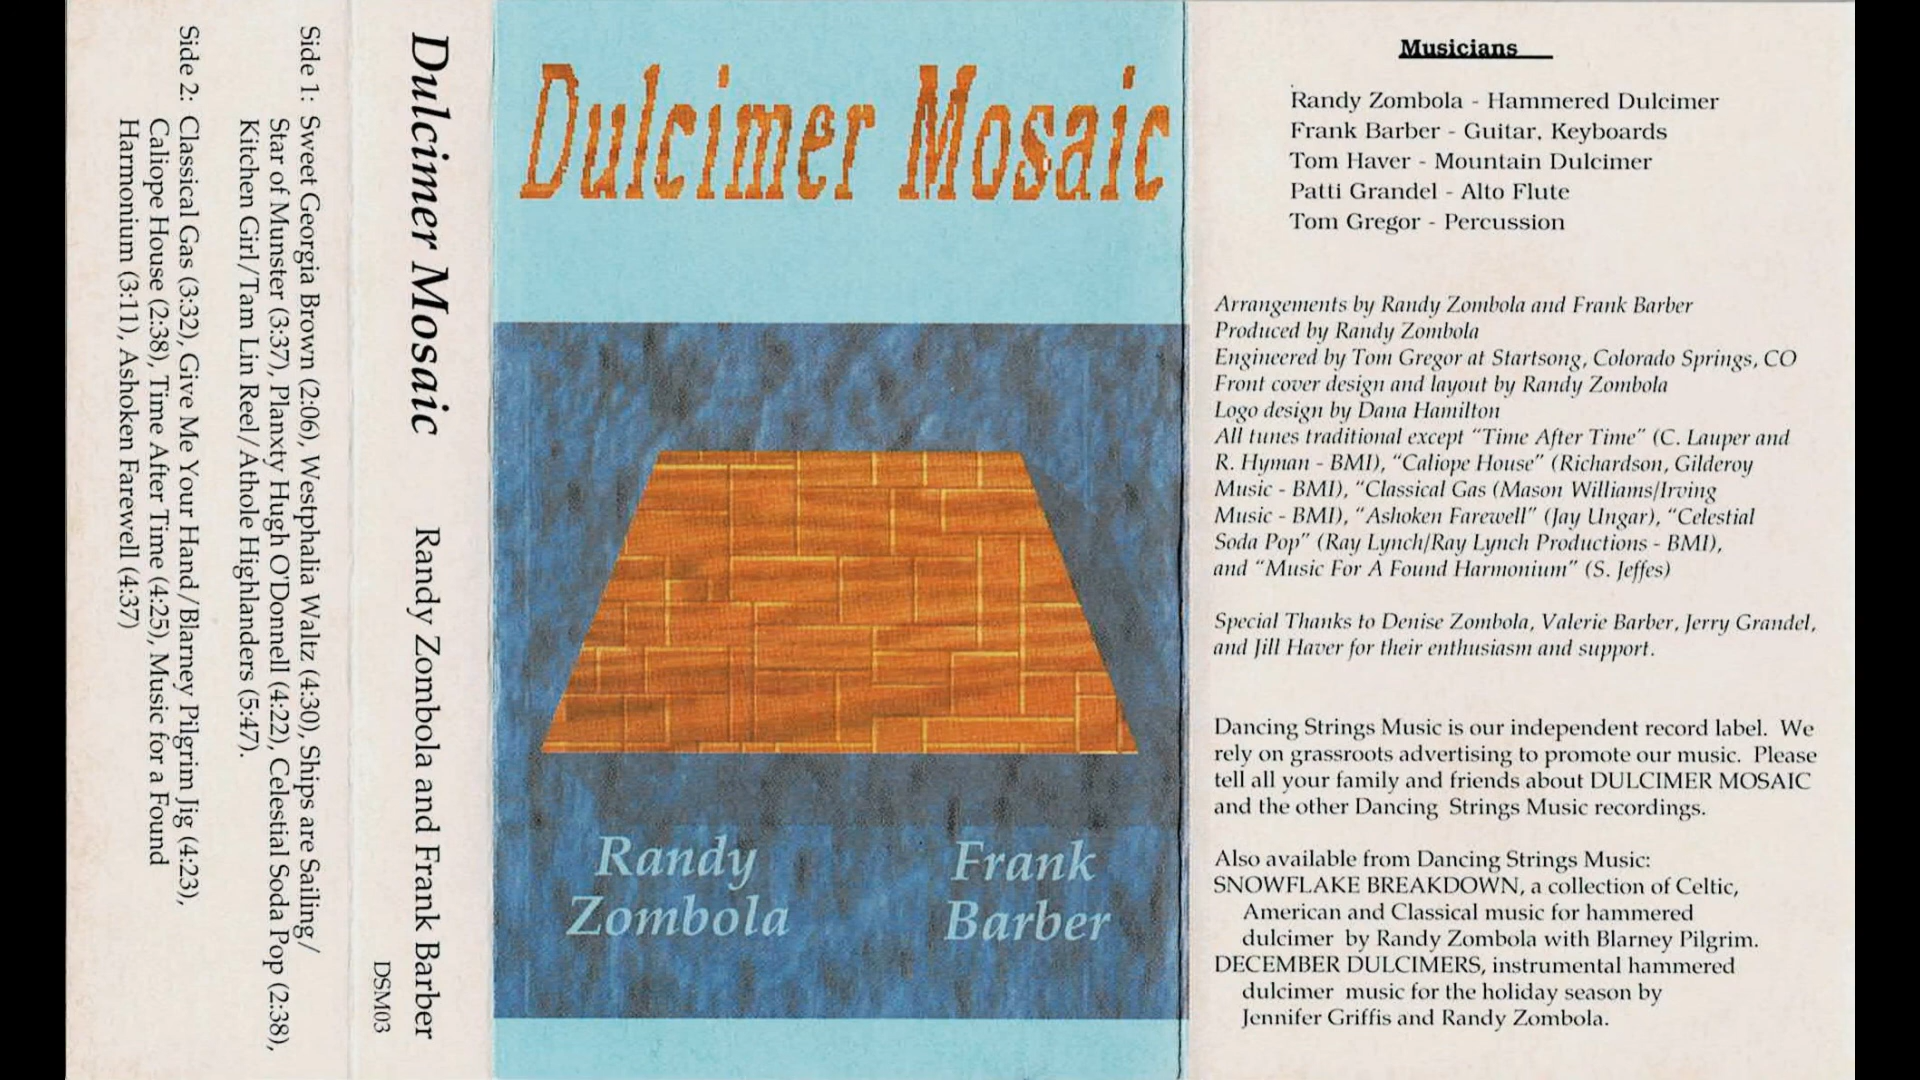 Side 1: Sweet Georgia Brown (2:06), Westphalia Waltz (4:30), Ships are Sailing/
Star of Munster (3:37), Planxty Hugh O'Donnell (4:22), Celestial Soda Pop (2:38),
Kitchen Girl/Tam Lin Reel/Athole Highlanders (5:47).
Side 2: Classical Gas (3:32), Give Me Your Hand/Blarney Pilgrim Jig (4:23),
Caliope House (2:38), Time After Time (4:25), Music for a Found
Harmonium (3:11), Ashoken Farewell (4:37)
Dulcimer Mosaic Randy Zombola and Frank Barber
DSM03
Dulcimer Mosaic
Randy
Zombola
Frank
Barber
Musicians
Randy Zombola - Hammered Dulcimer
Frank Barber - Guitar, Keyboards
Tom Haver - Mountain Dulcimer
Patti Grandel - Alto Flute
Tom Gregor - Percussion
Arrangements by Randy Zombola and Frank Barber
Produced by Randy Zombola
Engineered by Tom Gregor at Startsong, Colorado Springs, CO
Front cover design and layout by Randy Zombola
Logo design by Dana Hamilton
All tunes traditional except "Time After Time" (C. Lauper and
R. Hyman - BMI), "Caliope House" (Richardson, Gilderoy
Music - BMI), "Classical Gas (Mason Williams/Irving
Music - BMI), "Ashoken Farewell" (Jay Ungar), "Celestial
Soda Pop" (Ray Lynch/Ray Lynch Productions - BMI),
and "Music For A Found Harmonium" (S. Jeffes)
Special Thanks to Denise Zombola, Valerie Barber, Jerry Grandel,
and Jill Haver for their enthusiasm and support.
Dancing Strings Music is our independent record label. We
rely on grassroots advertising to promote our music. Please
tell all your family and friends about DULCIMER MOSAIC
and the other Dancing Strings Music recordings.
Also available from Dancing Strings Music:
SNOWFLAKE BREAKDOWN, a collection of Celtic,
American and Classical music for hammered
dulcimer by Randy Zombola with Blarney Pilgrim.
DECEMBER DULCIMERS, instrumental hammered
dulcimer music for the holiday season by
Jennifer Griffis and Randy Zombola.